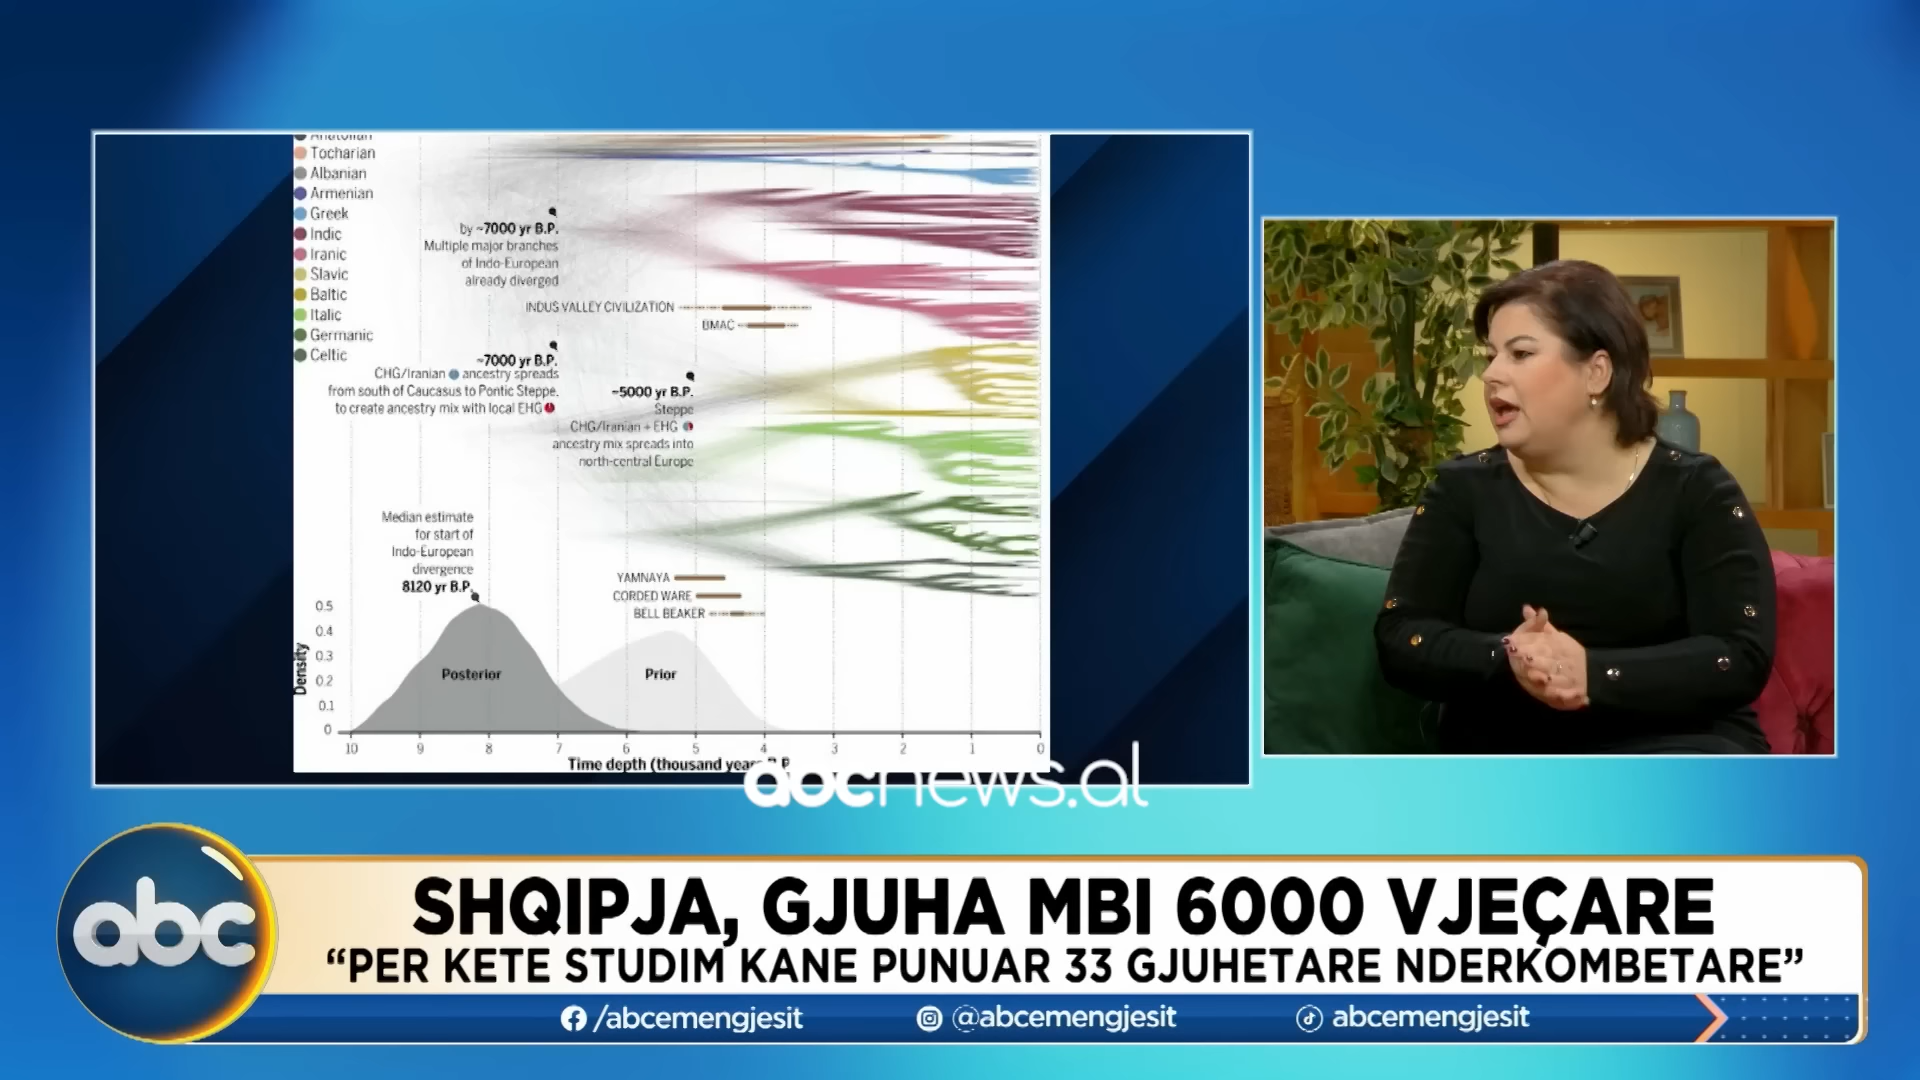 Anatolian
Tocharian
Albanian
Armenian
Greek
Indic
Iranic
Slavic
Baltic
Italic
Germanic
Celtic
by ~7000 yr B.P.
Multiple major branches
of Indo-European
already diverged
INDUS VALLEY CIVILIZATION
BMAC
~7000 yr B.P.
CHG/Iranian ancestry spreads
from south of Caucasus to Pontic Steppe,
to create ancestry mix with local EHG
~5000 yr B.P.
Steppe
CHG/Iranian + EHG
ancestry mix spreads into
north-central Europe
Median estimate
for start of
Indo-European
divergence
8120 yr B.P.
YAMNAYA
CORDED WARE
BELL BEAKER
0.5
0.4
0.3
0.2
0.1
0
Density
Posterior
Prior
10 9 8 7 6 5 4 3 2 1 0
Time depth (thousand years B.P.
abcnews.al
abc
SHQIPJA, GJUHA MBI 6000 VJEÇARE
“PER KETE STUDIM KANE PUNUAR 33 GJUHETARE NDERKOMBETARE”
/abcemengjesit
@abcemengjesit
abcemengjesit